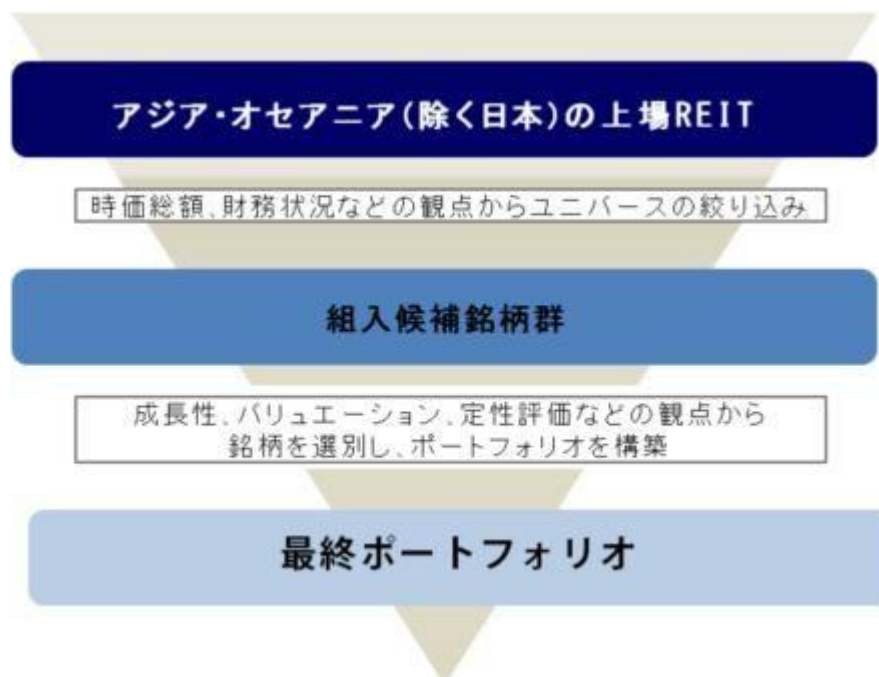 アジア・オセアニア(除く日本)の上場REIT
時価総額、財務状況などの観点からユニバースの絞り込み
組入候補銘柄群
成長性、バリュエーション、定性評価などの観点から
銘柄を選別し、ポートフォリオを構築
最終ポートフォリオ